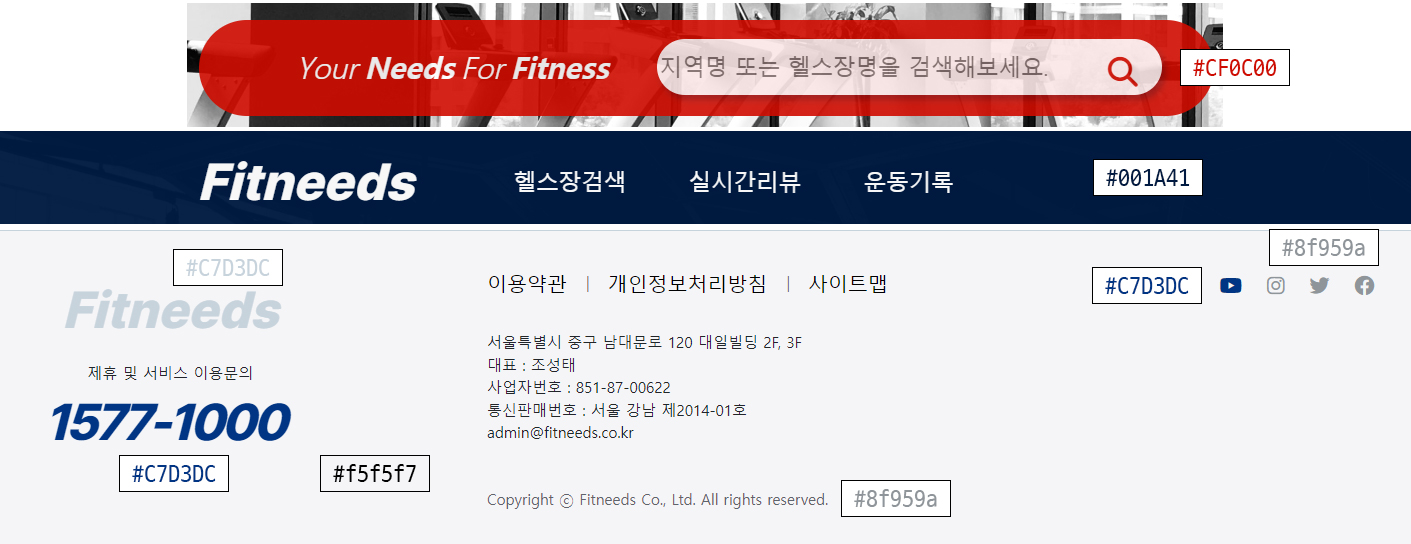 Your Needs For Fitness
지역명 또는 헬스장명을 검색해보세요.
#CF0C00
Fitneeds
헬스장검색
실시간리뷰
운동기록
#001A41
#8f959a
#C7D3DC
Fitneeds
이용약관 | 개인정보처리방침 | 사이트맵
#C7D3DC
서울특별시 중구 남대문로 120 대일빌딩 2F, 3F
대표 : 조성태
사업자번호 : 851-87-00622
통신판매번호 : 서울 강남 제2014-01호
admin@fitneeds.co.kr
제휴 및 서비스 이용문의
1577-1000
#C7D3DC
#f5f5f7
Copyright ⓒ Fitneeds Co., Ltd. All rights reserved.
#8f959a